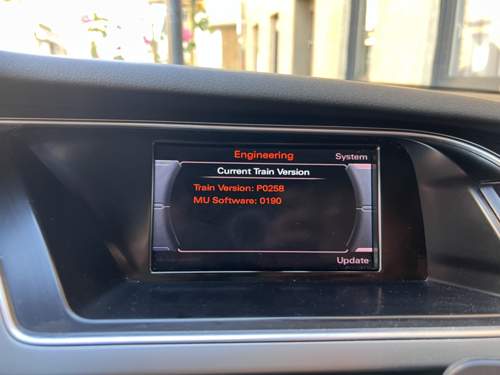 Engineering
System
Current Train Version
Train Version: P0258
MU Software: 0190
Update